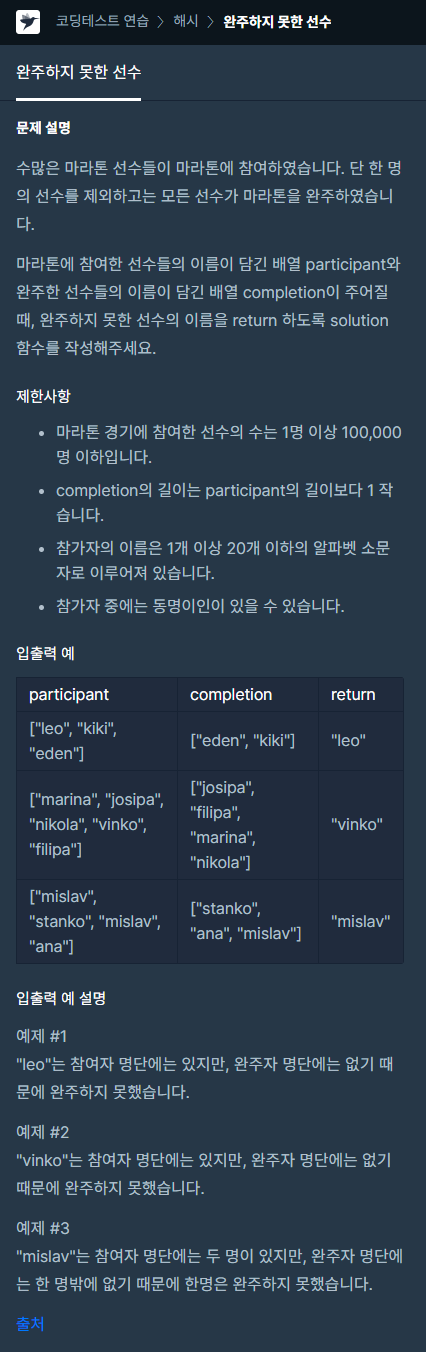 코딩테스트 연습 > 해시 > 완주하지 못한 선수
완주하지 못한 선수
문제 설명
수많은 마라톤 선수들이 마라톤에 참여하였습니다. 단 한 명
의 선수를 제외하고는 모든 선수가 마라톤을 완주하였습니
다.
마라톤에 참여한 선수들의 이름이 담긴 배열 participant와
완주한 선수들의 이름이 담긴 배열 completion이 주어질
때, 완주하지 못한 선수의 이름을 return 하도록 solution
함수를 작성해주세요.
제한사항
• 마라톤 경기에 참여한 선수의 수는 1명 이상 100,000
명 이하입니다.
• completion의 길이는 participant의 길이보다 1 작
습니다.
• 참가자의 이름은 1개 이상 20개 이하의 알파벳 소문
자로 이루어져 있습니다.
• 참가자 중에는 동명이인이 있을 수 있습니다.
입출력 예
participant completion return
["leo", "kiki",
"eden"]
["eden", "kiki"]
"leo"
["marina", "josipa",
"nikola", "vinko",
"filipa"]
["josipa",
"filipa",
"marina",
"nikola"]
"vinko"
["mislav",
"stanko", "mislav",
"ana"]
["stanko",
"ana", "mislav"]
"mislav"
입출력 예 설명
예제 #1
"leo"는 참여자 명단에는 있지만, 완주자 명단에는 없기 때
문에 완주하지 못했습니다.
예제 #2
"vinko"는 참여자 명단에는 있지만, 완주자 명단에는 없기
때문에 완주하지 못했습니다.
예제 #3
"mislav"는 참여자 명단에는 두 명이 있지만, 완주자 명단에
는 한 명밖에 없기 때문에 한명은 완주하지 못했습니다.
출처